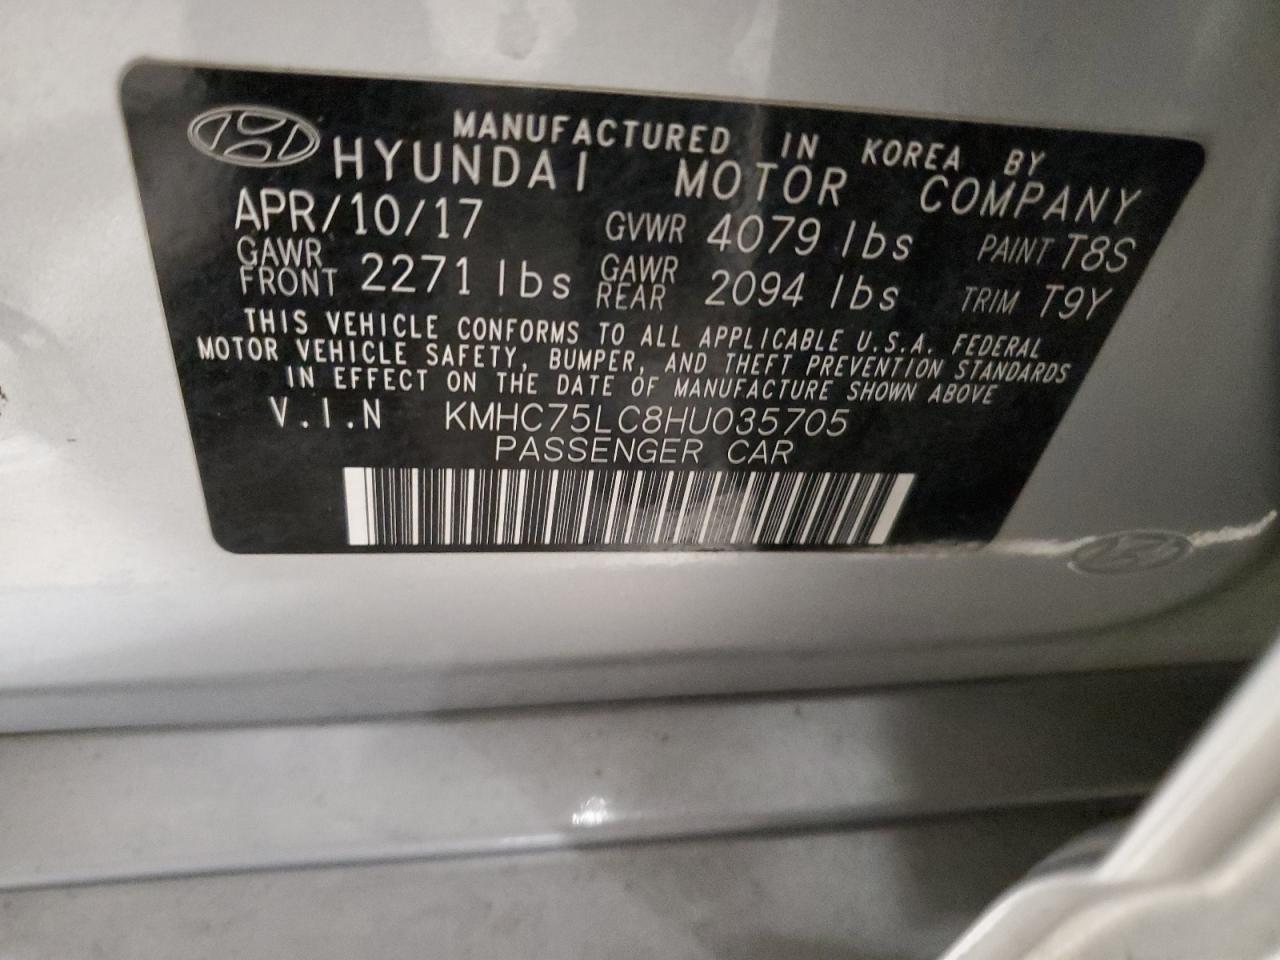 MANUFACTURED IN KOREA BY
HYUNDAI MOTOR COMPANY
APR/10/17 GVWR 4079 lbs PAINT T8S
GAWR FRONT 2271 lbs GAWR REAR 2094 lbs TRIM T9Y
THIS VEHICLE CONFORMS TO ALL APPLICABLE U.S.A. FEDERAL
MOTOR VEHICLE SAFETY, BUMPER, AND THEFT PREVENTION STANDARDS
IN EFFECT ON THE DATE OF MANUFACTURE SHOWN ABOVE
V.I.N KMHC75LC8HU035705
PASSENGER CAR